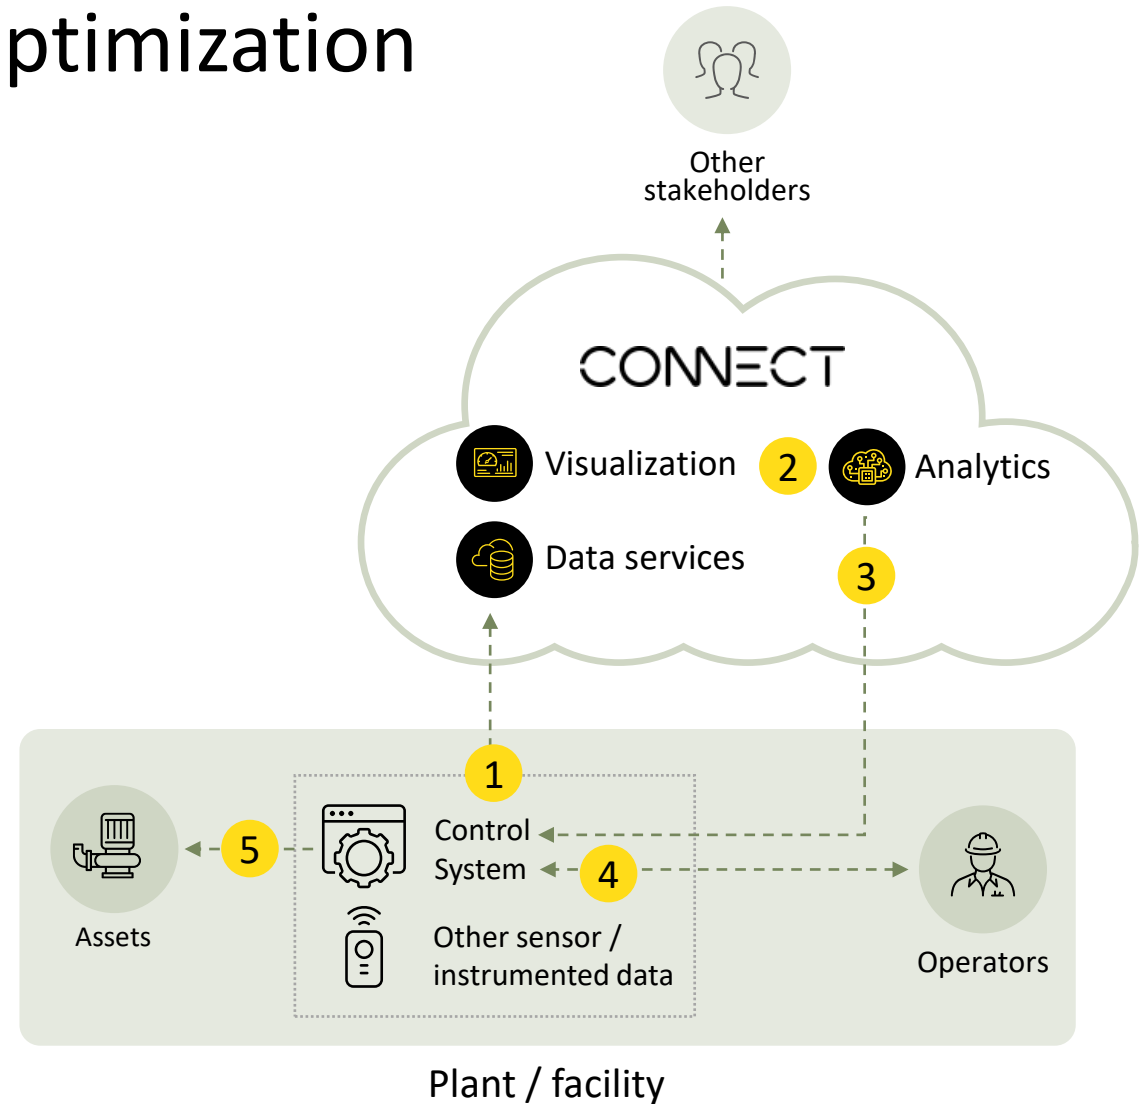 ptimization
Other
stakeholders
CONNECT
Visualization
2
Analytics
Data services
3
1
Control
System
5
4
Assets
Other sensor /
instrumented data
Operators
Plant / facility